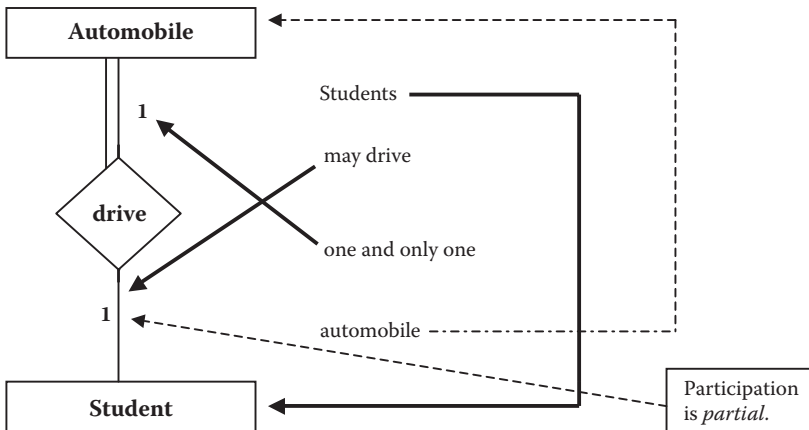 Automobile
Students
1
may drive
drive
one and only one
1
automobile
Participation
is partial.
Student